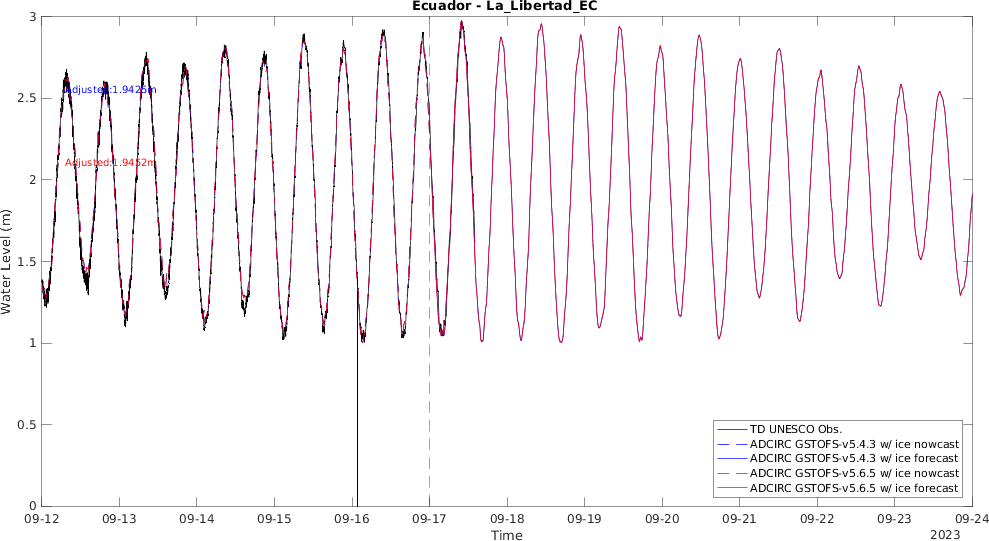 Ecuador - La_Libertad_EC
3
2.5
2
1.5
1
0.5
0
Water Level (m)
Adjusted:1.9425m
Adjusted:1.9452m
TD UNESCO Obs.
ADCIRC GSTOFS-v5.4.3 w/ ice nowcast
ADCIRC GSTOFS-v5.4.3 w/ ice forecast
ADCIRC GSTOFS-v5.6.5 w/ ice nowcast
ADCIRC GSTOFS-v5.6.5 w/ ice forecast
09-12 09-13 09-14 09-15 09-16 09-17 09-18 09-19 09-20 09-21 09-22 09-23 09-24
Time
2023